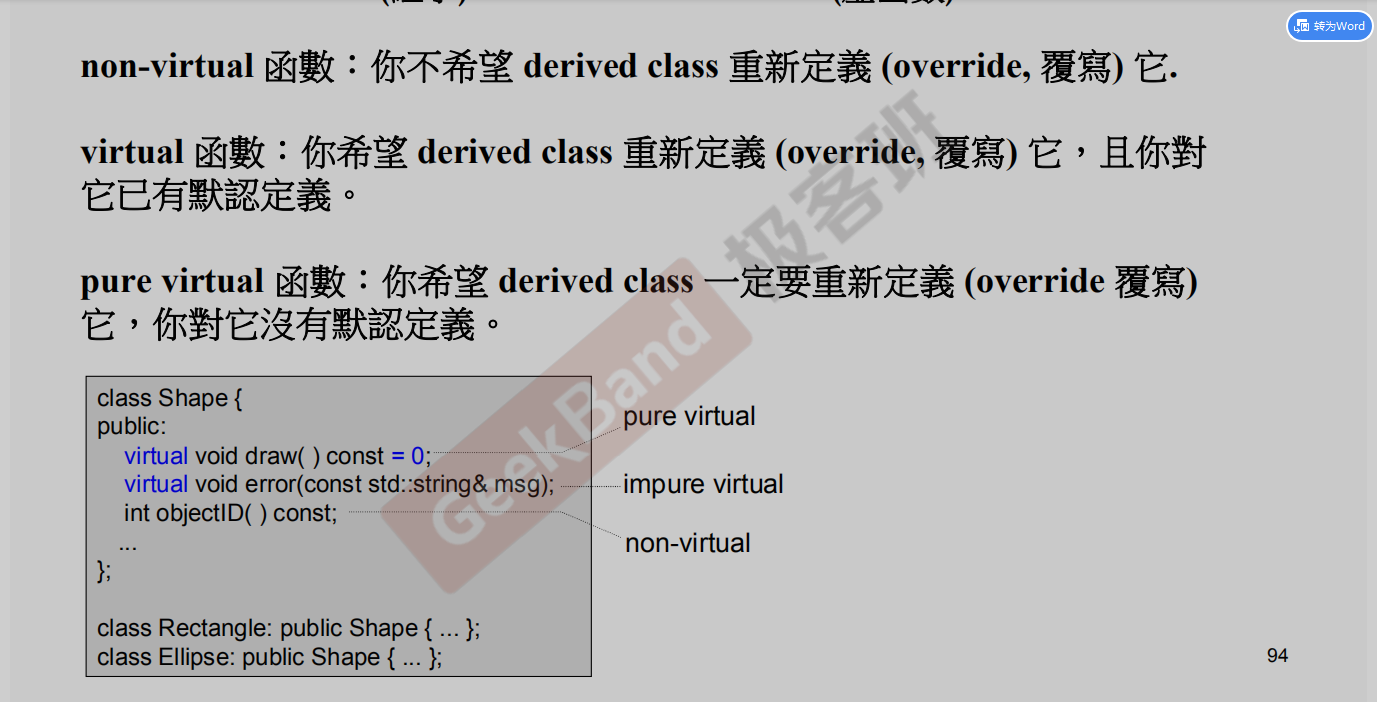 转为Word
non-virtual 函數：你不希望 derived class 重新定義 (override, 覆寫) 它.
virtual 函數：你希望 derived class 重新定義 (override, 覆寫) 它，且你對
它已有默認定義。
pure virtual 函數：你希望 derived class 一定要重新定義 (override 覆寫)
它，你對它沒有默認定義。
class Shape {
public:
virtual void draw( ) const = 0;
pure virtual
virtual void error(const std::string& msg);
impure virtual
int objectID( ) const;
non-virtual
...
};
class Rectangle: public Shape { ... };
class Ellipse: public Shape { ... };
GeekBand 极客班
94